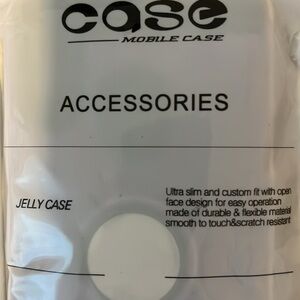 case
MOBILE CASE
ACCESSORIES
JELLY CASE
Ultra slim and custom fit with open
face design for easy operation
made of durable & flexible material
smooth to touch&scratch resistant